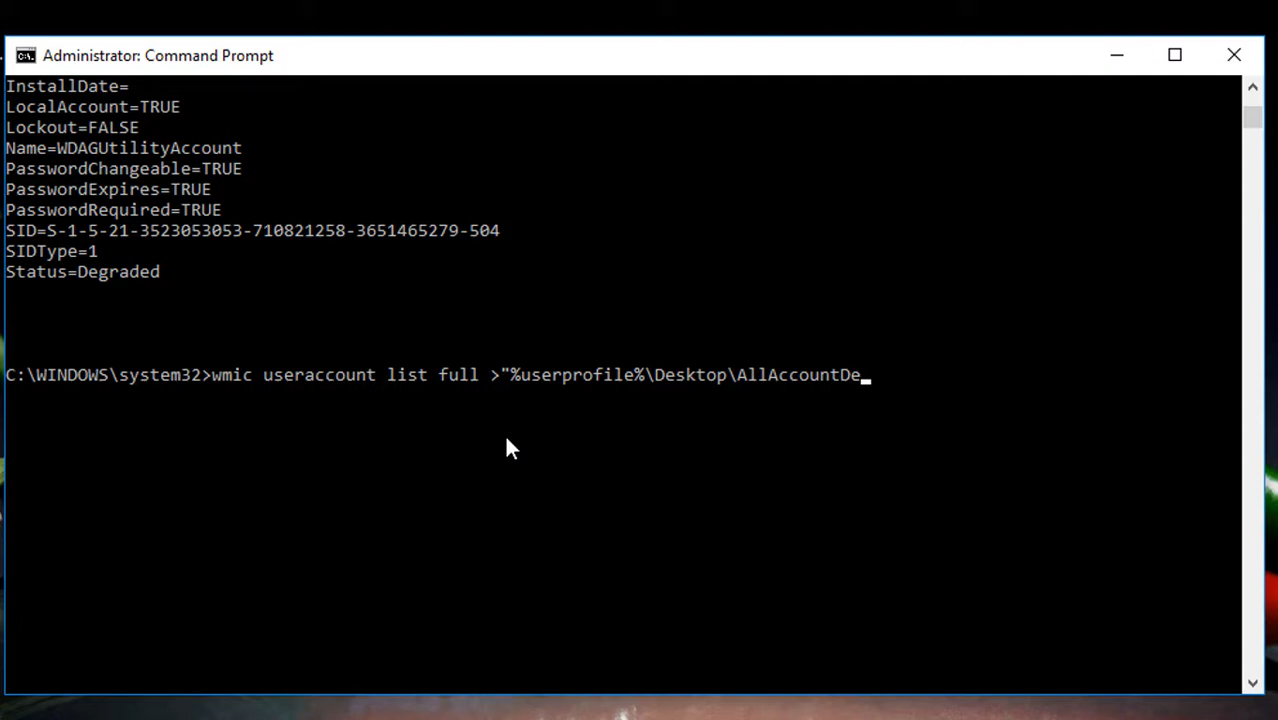 Administrator: Command Prompt
InstallDate=
LocalAccount=TRUE
Lockout=FALSE
Name=WDAGUtilityAccount
PasswordChangeable=TRUE
PasswordExpires=TRUE
PasswordRequired=TRUE
SID=S-1-5-21-3523053053-710821258-3651465279-504
SIDType=1
Status=Degraded
C:\WINDOWS\system32>wmic useraccount list full >"%userprofile%\Desktop\AllAccountDe_